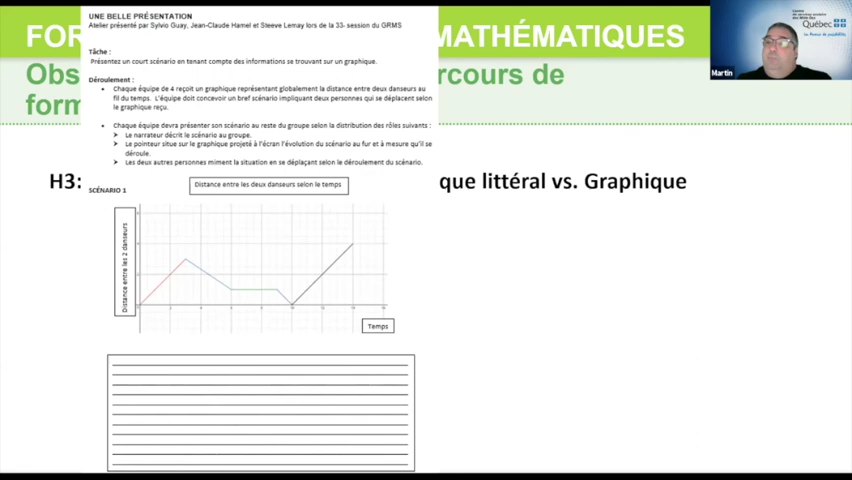 UNE BELLE PRÉSENTATION
Atelier présenté par Sylvio Guay, Jean-Claude Hamel et Steeve Lemay lors de la 33e session du GRMS
FOR
MATHÉMATIQUES
Québec
Martin
Tâche :
Présentez un court scénario en tenant compte des informations se trouvant sur un graphique.
Obs
rcours de
form
Déroulement :
• Chaque équipe de 4 reçoit un graphique représentant globalement la distance entre deux danseurs au
fil du temps. L'équipe doit concevoir un bref scénario impliquant deux personnes qui se déplacent selon
le graphique reçu.
• Chaque équipe devra présenter son scénario au reste du groupe selon la distribution des rôles suivants :
➤ Le narrateur décrit le scénario au groupe.
➤ Le pointeur situe sur le graphique projeté à l'écran l'évolution du scénario au fur et à mesure qu'il se
déroule.
➤ Les deux autres personnes miment la situation en se déplaçant selon le déroulement du scénario.
H3:
que littéral vs. Graphique
SCÉNARIO 1
Distance entre les deux danseurs selon le temps
Distance entre les 2 danseurs
Temps